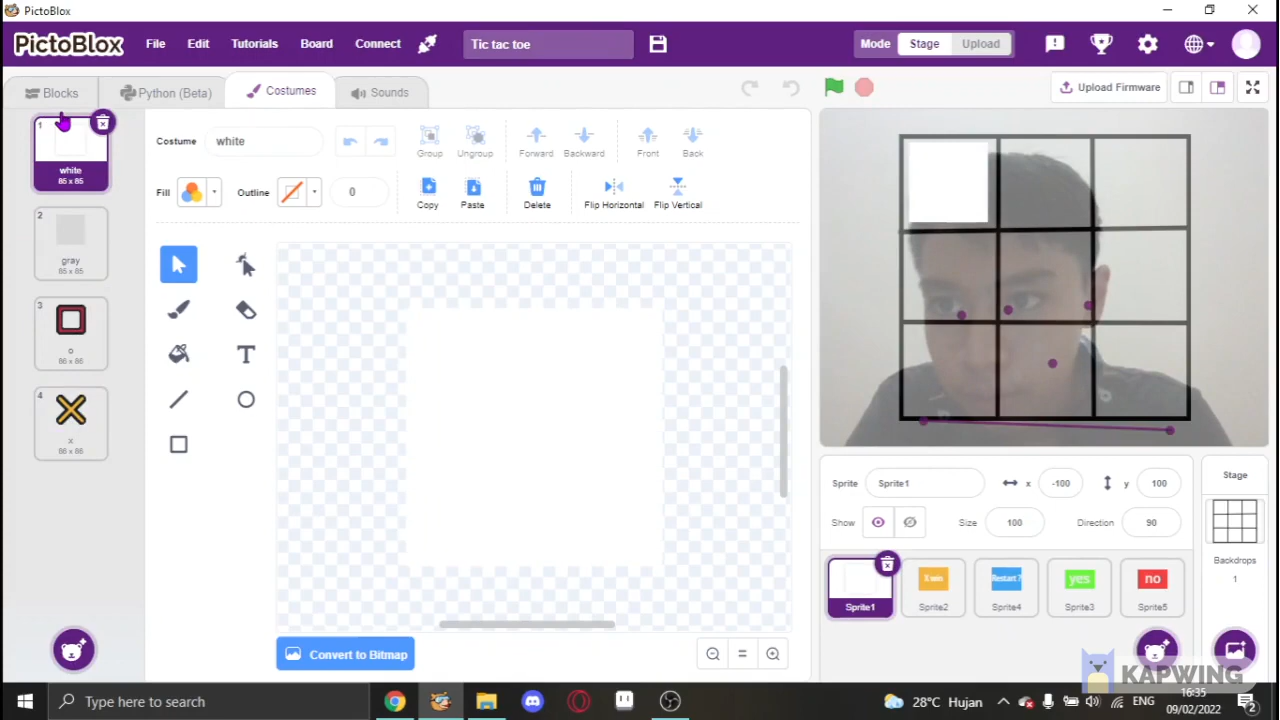 PictoBlox
PictoBlox File Edit Tutorials Board Connect Tic tac toe Mode Stage Upload
Blocks Python (Beta) Costumes Sounds Upload Firmware
1
white
85 x 85
2
gray
85 x 85
3
o
86 x 86
4
x
86 x 86
Costume white Group Ungroup Forward Backward Front Back
Fill Outline 0 Copy Paste Delete Flip Horizontal Flip Vertical
T
Convert to Bitmap
Sprite Sprite1 x -100 y 100
Show Size 100 Direction 90
Sprite1
X win
Sprite2
Restart ?
Sprite4
yes
Sprite3
no
Sprite5
Stage
Backdrops
1
KAPWING
Type here to search
28°C Hujan ENG 16:35
09/02/2022 2